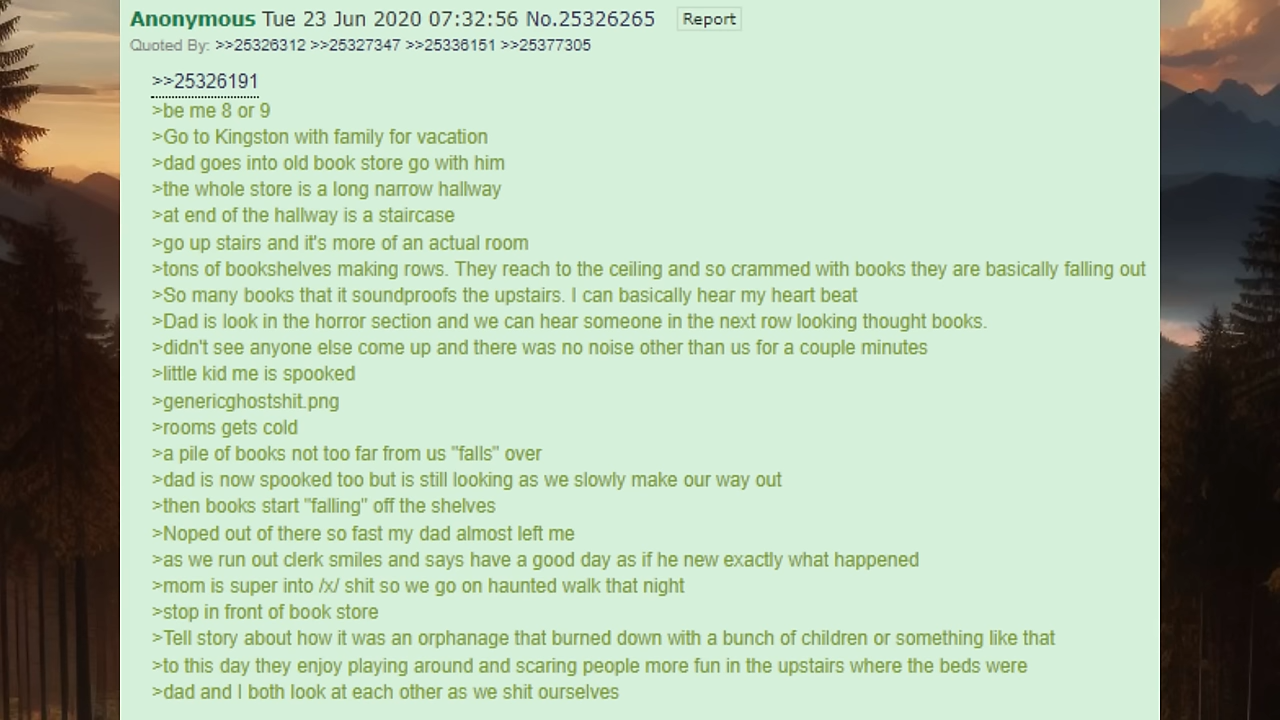 Anonymous Tue 23 Jun 2020 07:32:56 No.25326265 Report
Quoted By: >>25326312 >>25327347 >>25336151 >>25377305
>>25326191
>be me 8 or 9
>Go to Kingston with family for vacation
>dad goes into old book store go with him
>the whole store is a long narrow hallway
>at end of the hallway is a staircase
>go up stairs and it's more of an actual room
>tons of bookshelves making rows. They reach to the ceiling and so crammed with books they are basically falling out
>So many books that it soundproofs the upstairs. I can basically hear my heart beat
>Dad is look in the horror section and we can hear someone in the next row looking thought books.
>didn't see anyone else come up and there was no noise other than us for a couple minutes
>little kid me is spooked
>genericghostshit.png
>rooms gets cold
>a pile of books not too far from us "falls" over
>dad is now spooked too but is still looking as we slowly make our way out
>then books start "falling" off the shelves
>Noped out of there so fast my dad almost left me
>as we run out clerk smiles and says have a good day as if he new exactly what happened
>mom is super into /x/ shit so we go on haunted walk that night
>stop in front of book store
>Tell story about how it was an orphanage that burned down with a bunch of children or something like that
>to this day they enjoy playing around and scaring people more fun in the upstairs where the beds were
>dad and I both look at each other as we shit ourselves